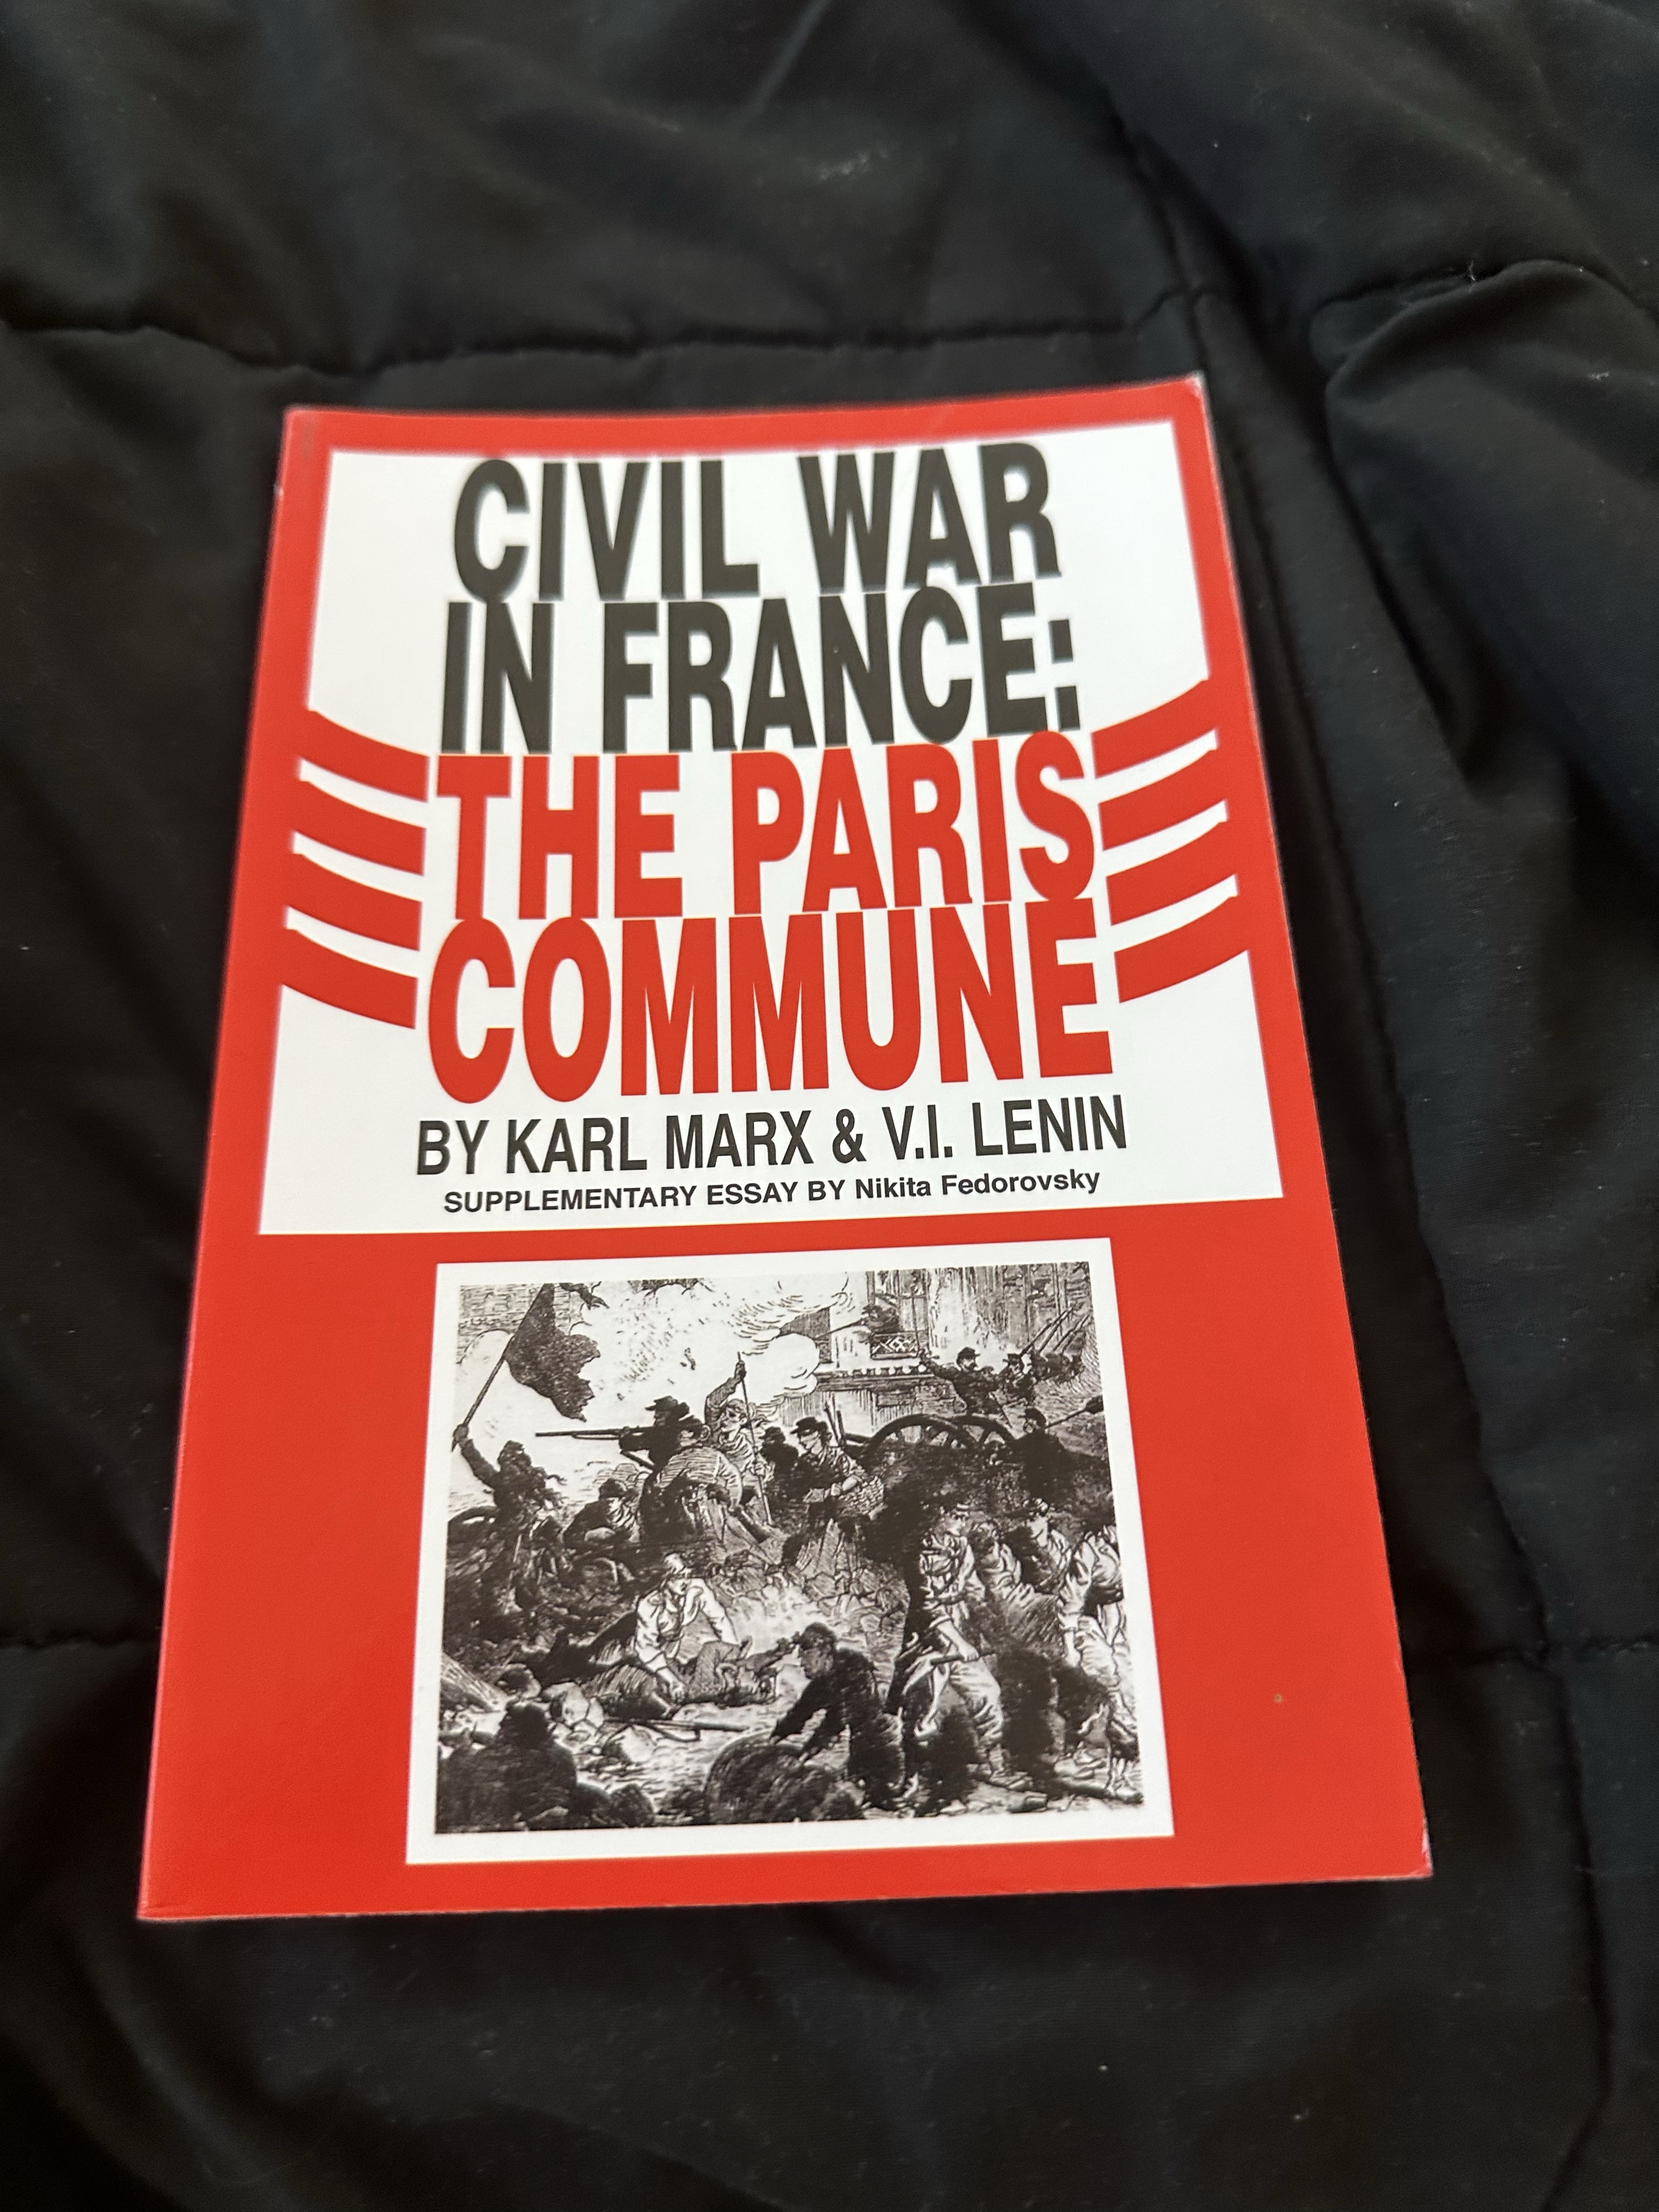 CIVIL WAR
IN FRANCE:
THE PARIS
COMMUNE
BY KARL MARX & V.I. LENIN
SUPPLEMENTARY ESSAY BY Nikita Fedorovsky